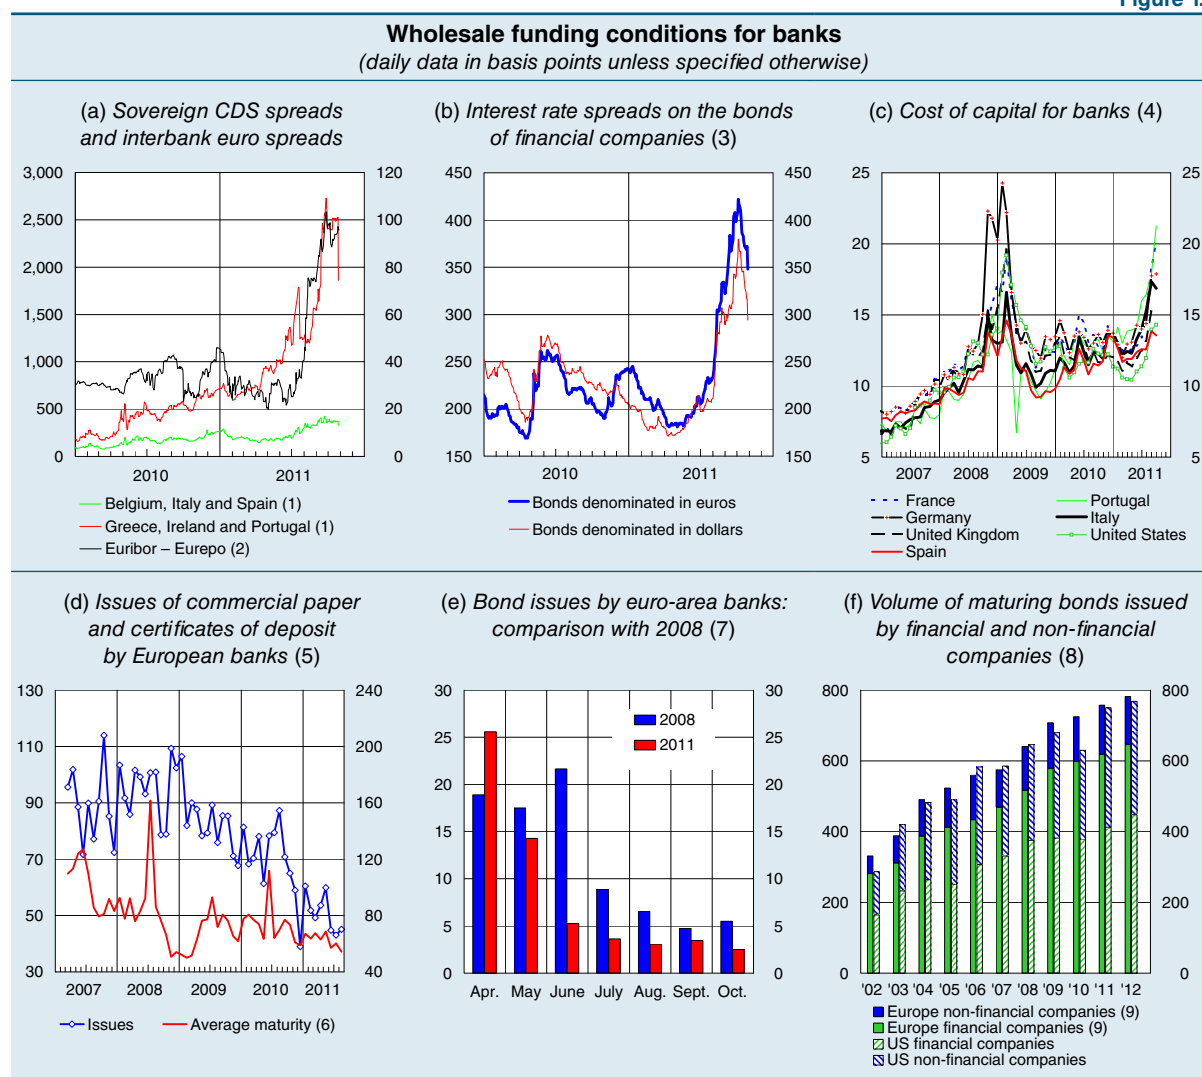 Figure 1.
Wholesale funding conditions for banks
(daily data in basis points unless specified otherwise)
(a) Sovereign CDS spreads
and interbank euro spreads
3,000
2,500
2,000
1,500
1,000
500
0
120
100
80
60
40
20
0
2010
2011
Belgium, Italy and Spain (1)
Greece, Ireland and Portugal (1)
Euribor – Eurepo (2)
(b) Interest rate spreads on the bonds
of financial companies (3)
450
400
350
300
250
200
150
450
400
350
300
250
200
150
2010
2011
Bonds denominated in euros
Bonds denominated in dollars
(c) Cost of capital for banks (4)
25
20
15
10
5
25
20
15
10
5
2007
2008
2009
2010
2011
France
Germany
United Kingdom
Spain
Portugal
Italy
United States
(d) Issues of commercial paper
and certificates of deposit
by European banks (5)
130
110
90
70
50
30
240
200
160
120
80
40
2007
2008
2009
2010
2011
Issues
Average maturity (6)
(e) Bond issues by euro-area banks:
comparison with 2008 (7)
30
25
20
15
10
5
0
30
25
20
15
10
5
0
2008
2011
Apr.
May
June
July
Aug.
Sept.
Oct.
(f) Volume of maturing bonds issued
by financial and non-financial
companies (8)
800
600
400
200
0
800
600
400
200
0
'02
'03
'04
'05
'06
'07
'08
'09
'10
'11
'12
Europe non-financial companies (9)
Europe financial companies (9)
US financial companies
US non-financial companies